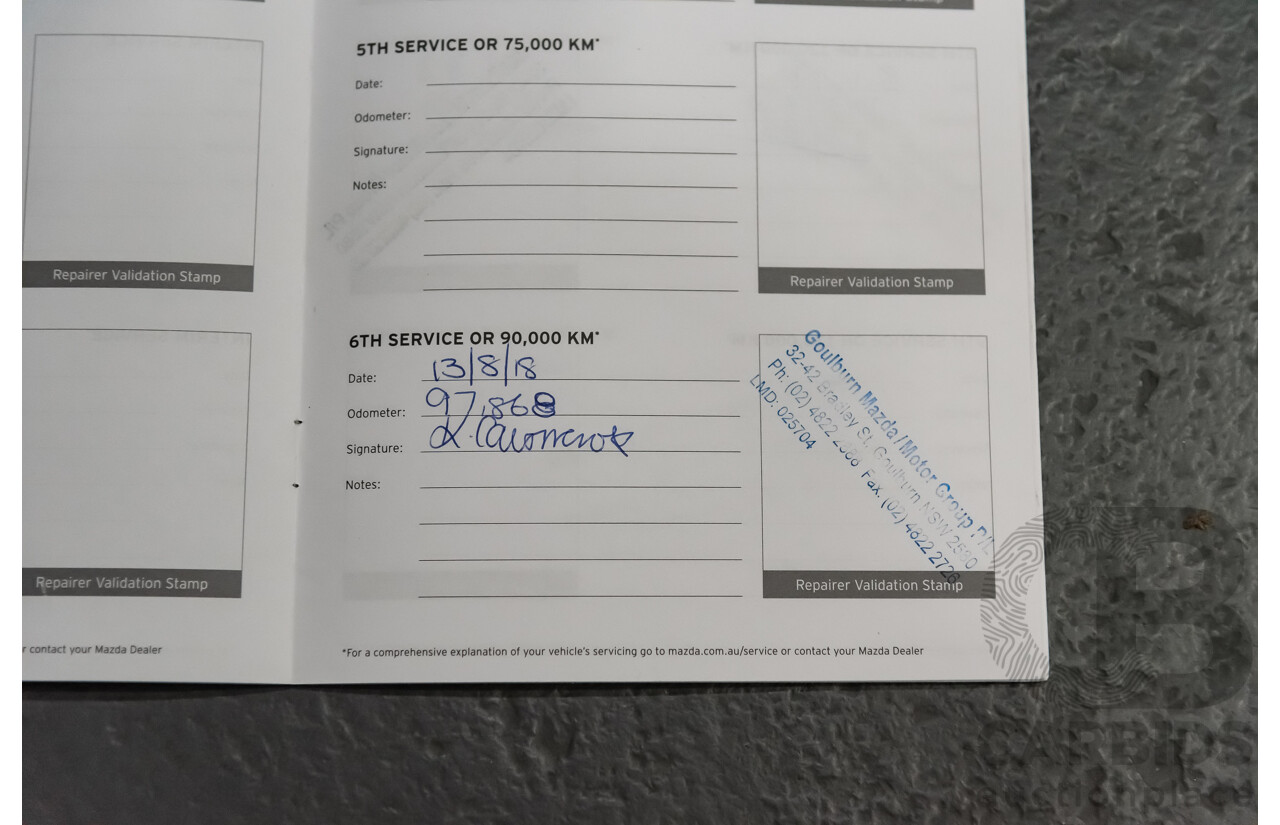 5TH SERVICE OR 75,000 KM*
Date:
Odometer:
Signature:
Notes:
Repairer Validation Stamp
Repairer Validation Stamp
6TH SERVICE OR 90,000 KM*
Date: 13/8/18
Odometer: 97,868
Signature:
Notes:
Goulburn Mazda/Motor Group P/L
32-42 Bradley St. Goulburn NSW 2580
Ph: (02) 4822 2888 Fax. (02) 4822 2726
LMD: 025704
Repairer Validation Stamp
Repairer Validation Stamp
r contact your Mazda Dealer
*For a comprehensive explanation of your vehicle's servicing go to mazda.com.au/service or contact your Mazda Dealer
CARBIDS
auctionplace